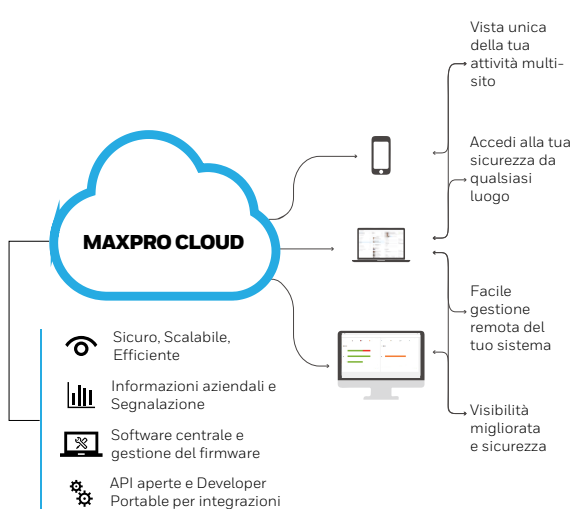 Vista unica
della tua
attività multi-
sito
Accedi alla tua
sicurezza da
qualsiasi
luogo
MAXPRO CLOUD
Facile
gestione
remota del
tuo sistema
Visibilità
migliorata
e sicurezza
Sicuro, Scalabile,
Efficiente
Informazioni aziendali e
Segnalazione
Software centrale e
gestione del firmware
API aperte e Developer
Portable per integrazioni